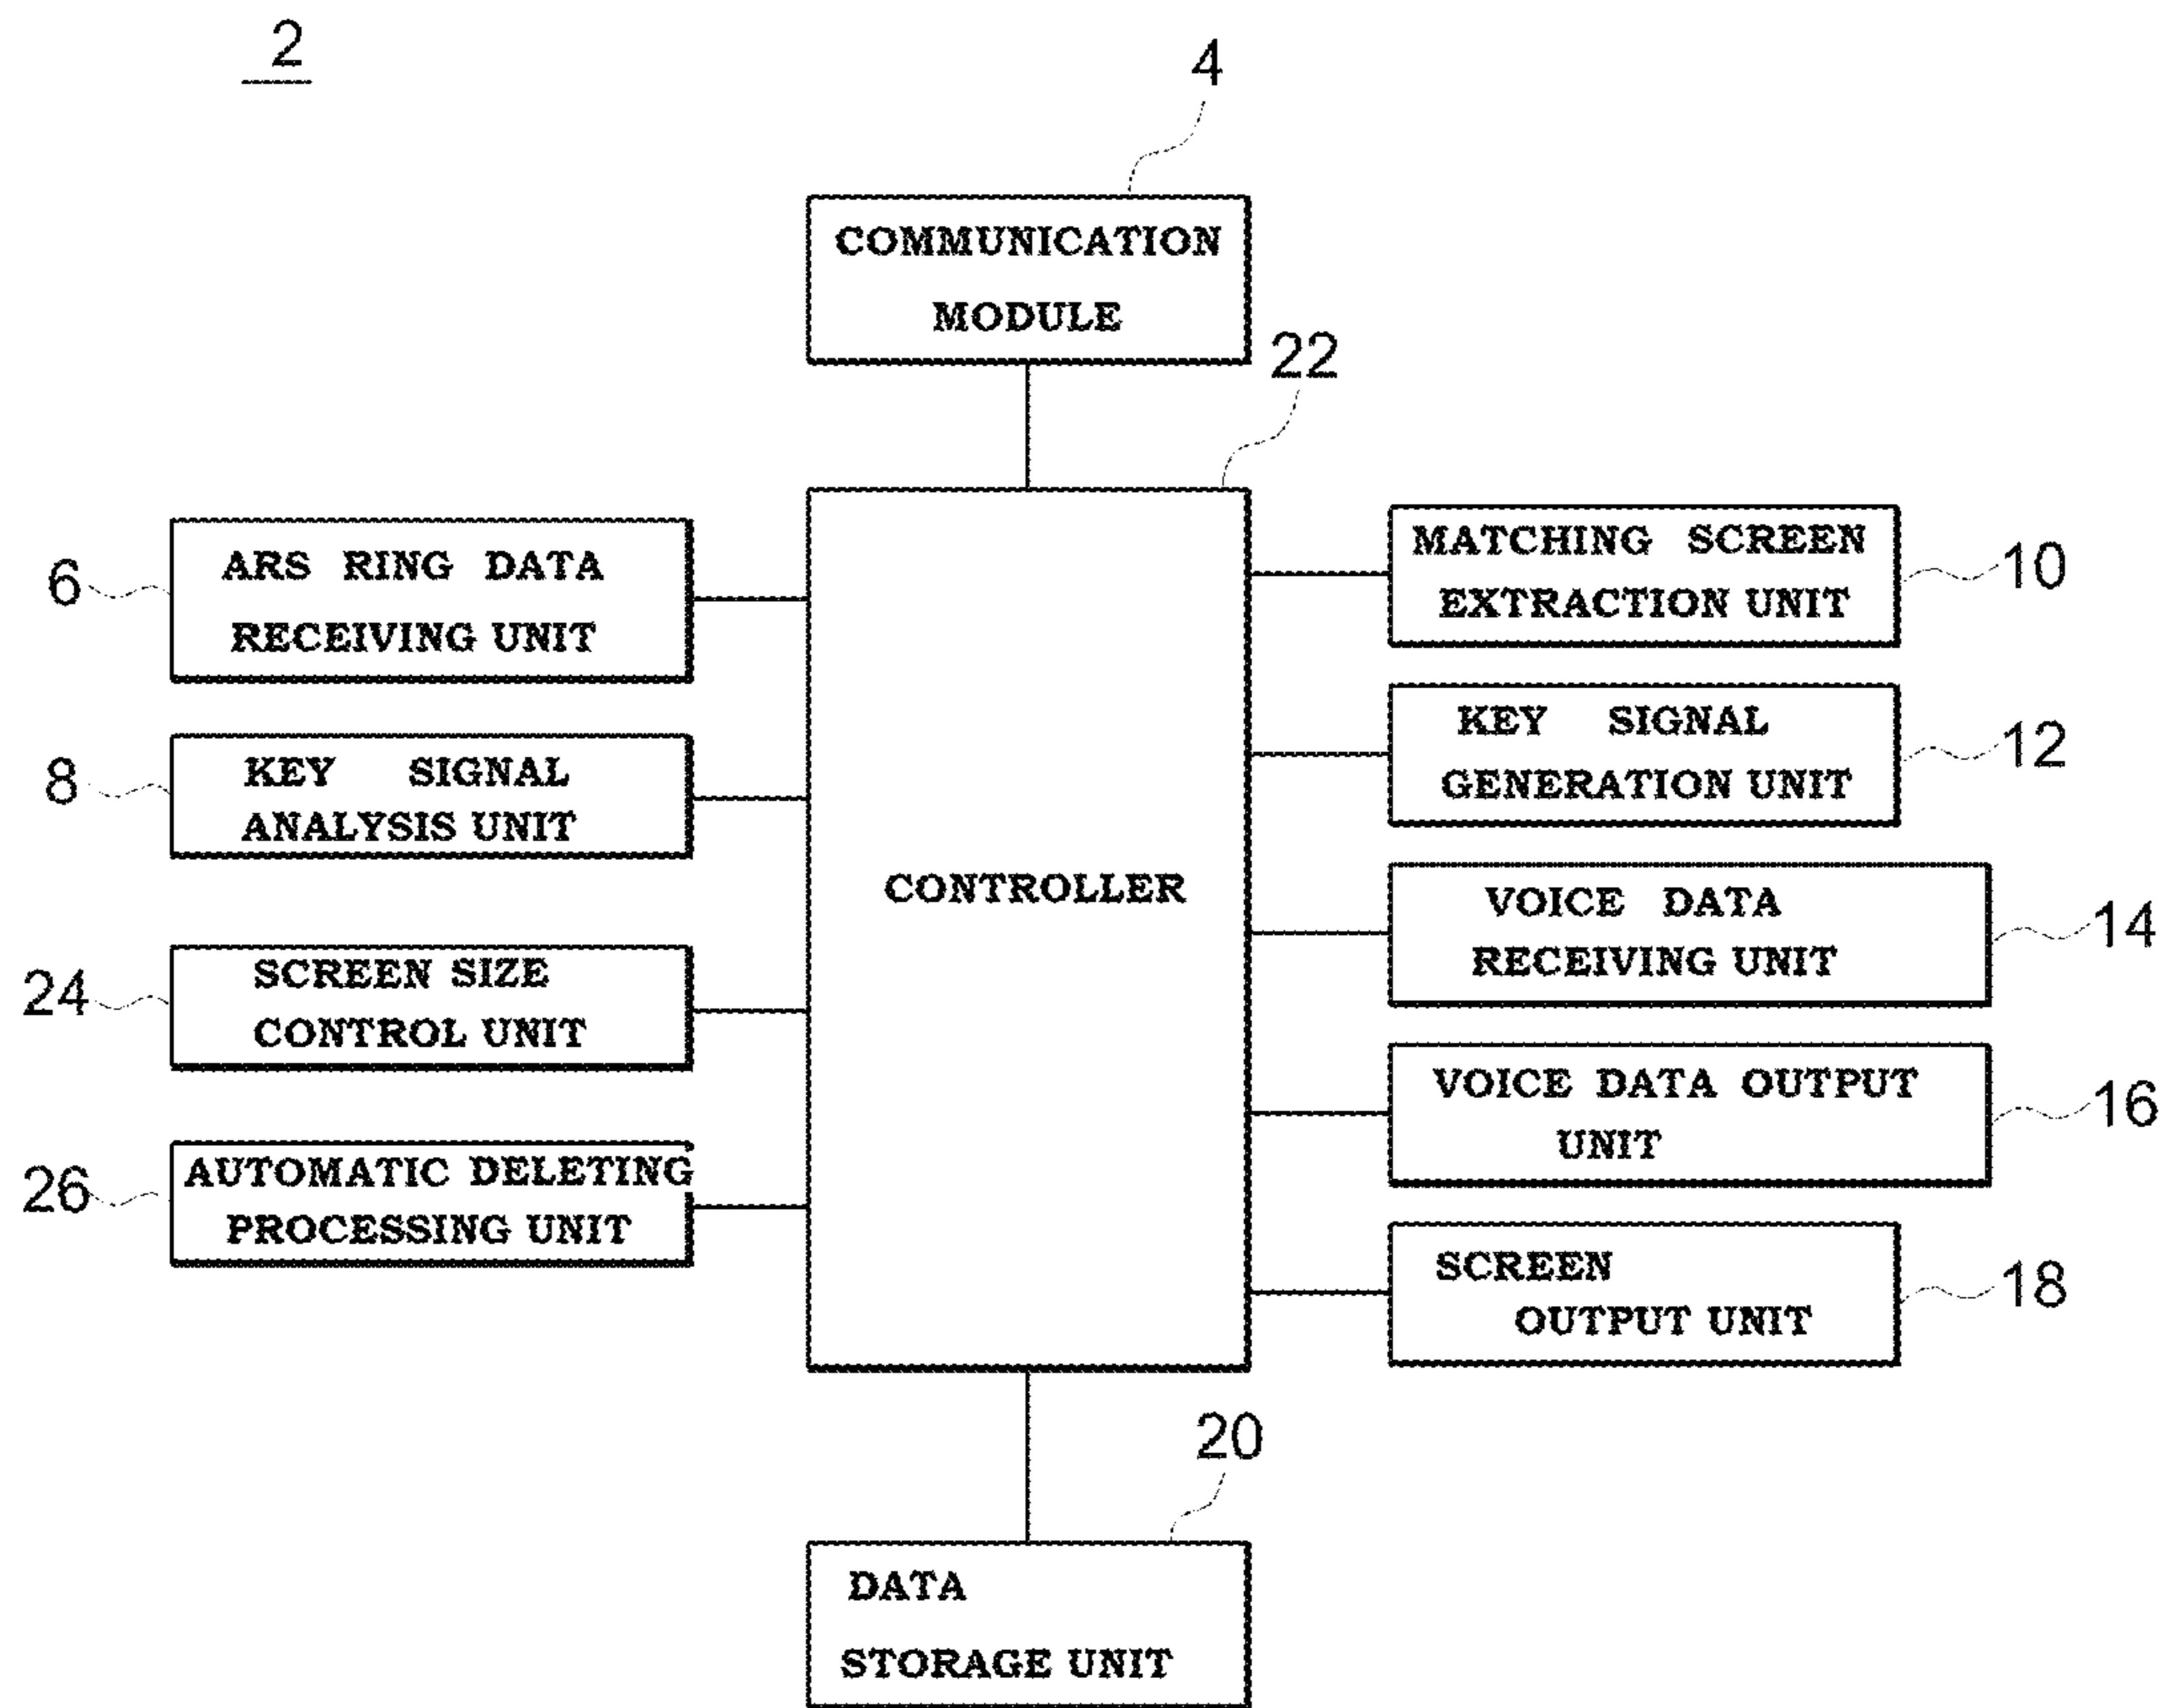 2
4
COMMUNICATION
MODULE
22
6
ARS RING DATA
RECEIVING UNIT
8
KEY SIGNAL
ANALYSIS UNIT
24
SCREEN SIZE
CONTROL UNIT
26
AUTOMATIC DELETING
PROCESSING UNIT
CONTROLLER
MATCHING SCREEN
EXTRACTION UNIT
10
KEY SIGNAL
GENERATION UNIT
12
VOICE DATA
RECEIVING UNIT
14
VOICE DATA OUTPUT
UNIT
16
SCREEN
OUTPUT UNIT
18
20
DATA
STORAGE UNIT